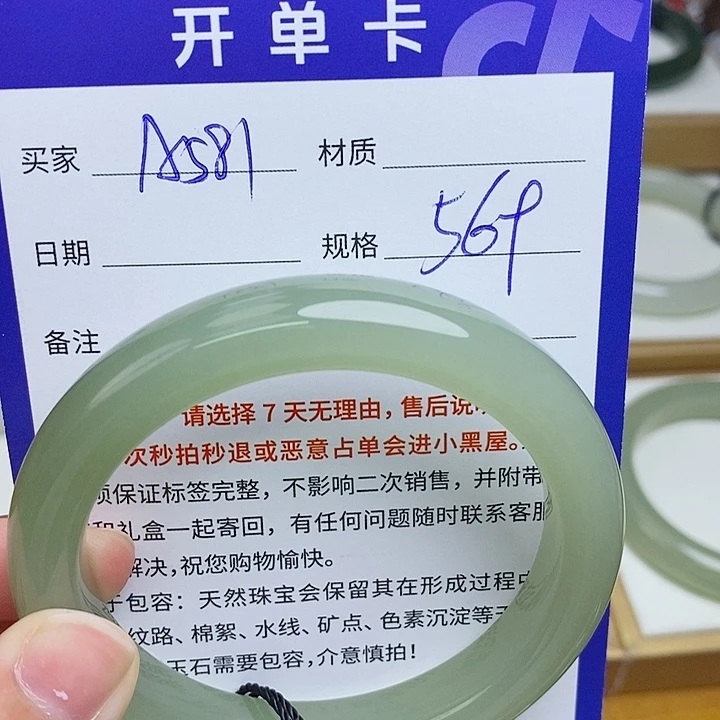 开单卡
买家 A581 材质
日期 规格 569
备注
请选择7天无理由，售后说
次秒拍秒退或恶意占单会进小黑屋。
须保证标签完整，不影响二次销售，并附带
和礼盒一起寄回，有任何问题随时联系客服
解决，祝您购物愉快。
于包容：天然珠宝会保留其在形成过程中
纹路、棉絮、水线、矿点、色素沉淀等
玉石需要包容，介意慎拍！